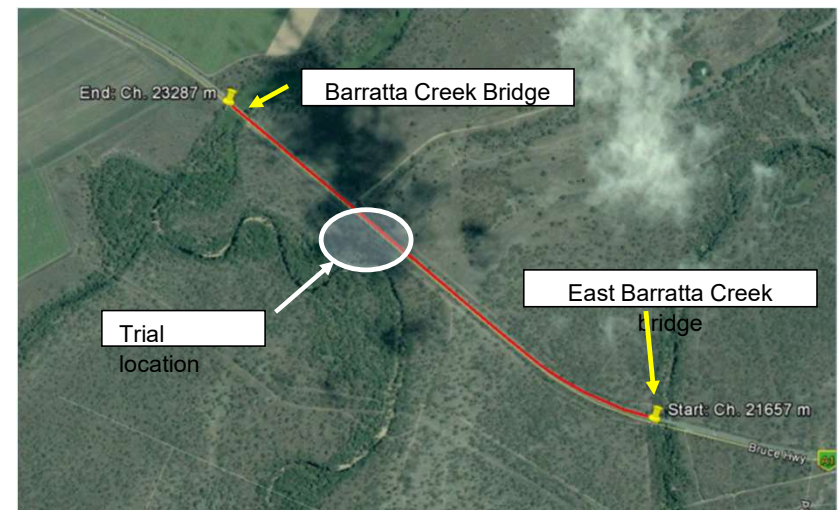 End: Ch. 23287 m
Barratta Creek Bridge
East Barratta Creek
bridge
Trial
location
Start: Ch. 21657 m
Bruce Hwy